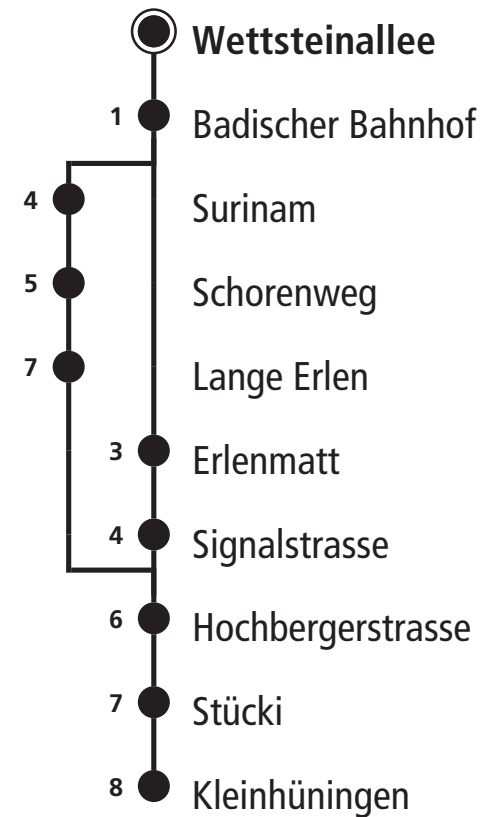 Wettsteinallee
1 Badischer Bahnhof
4 Surinam
5 Schorenweg
7 Lange Erlen
3 Erlenmatt
4 Signalstrasse
6 Hochbergerstrasse
7 Stücki
8 Kleinhüningen